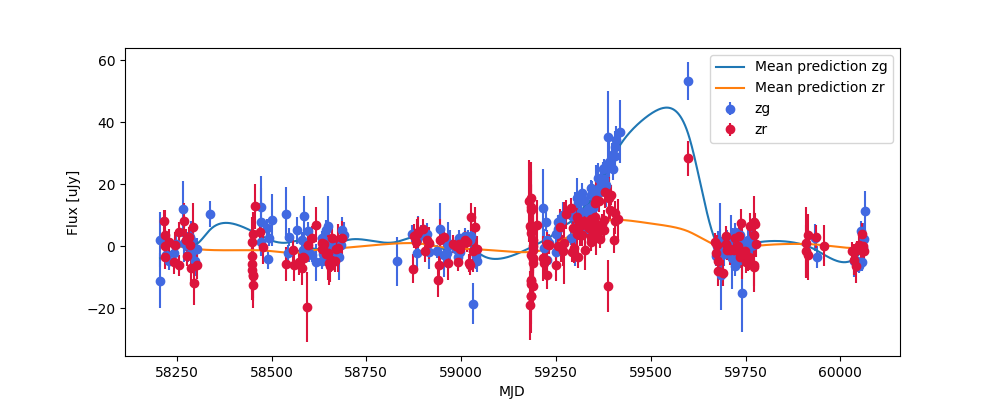 60
40
20
0
−20
Flux [uJy]
58250
58500
58750
59000
59250
59500
59750
60000
MJD
Mean prediction zg
Mean prediction zr
zg
zr